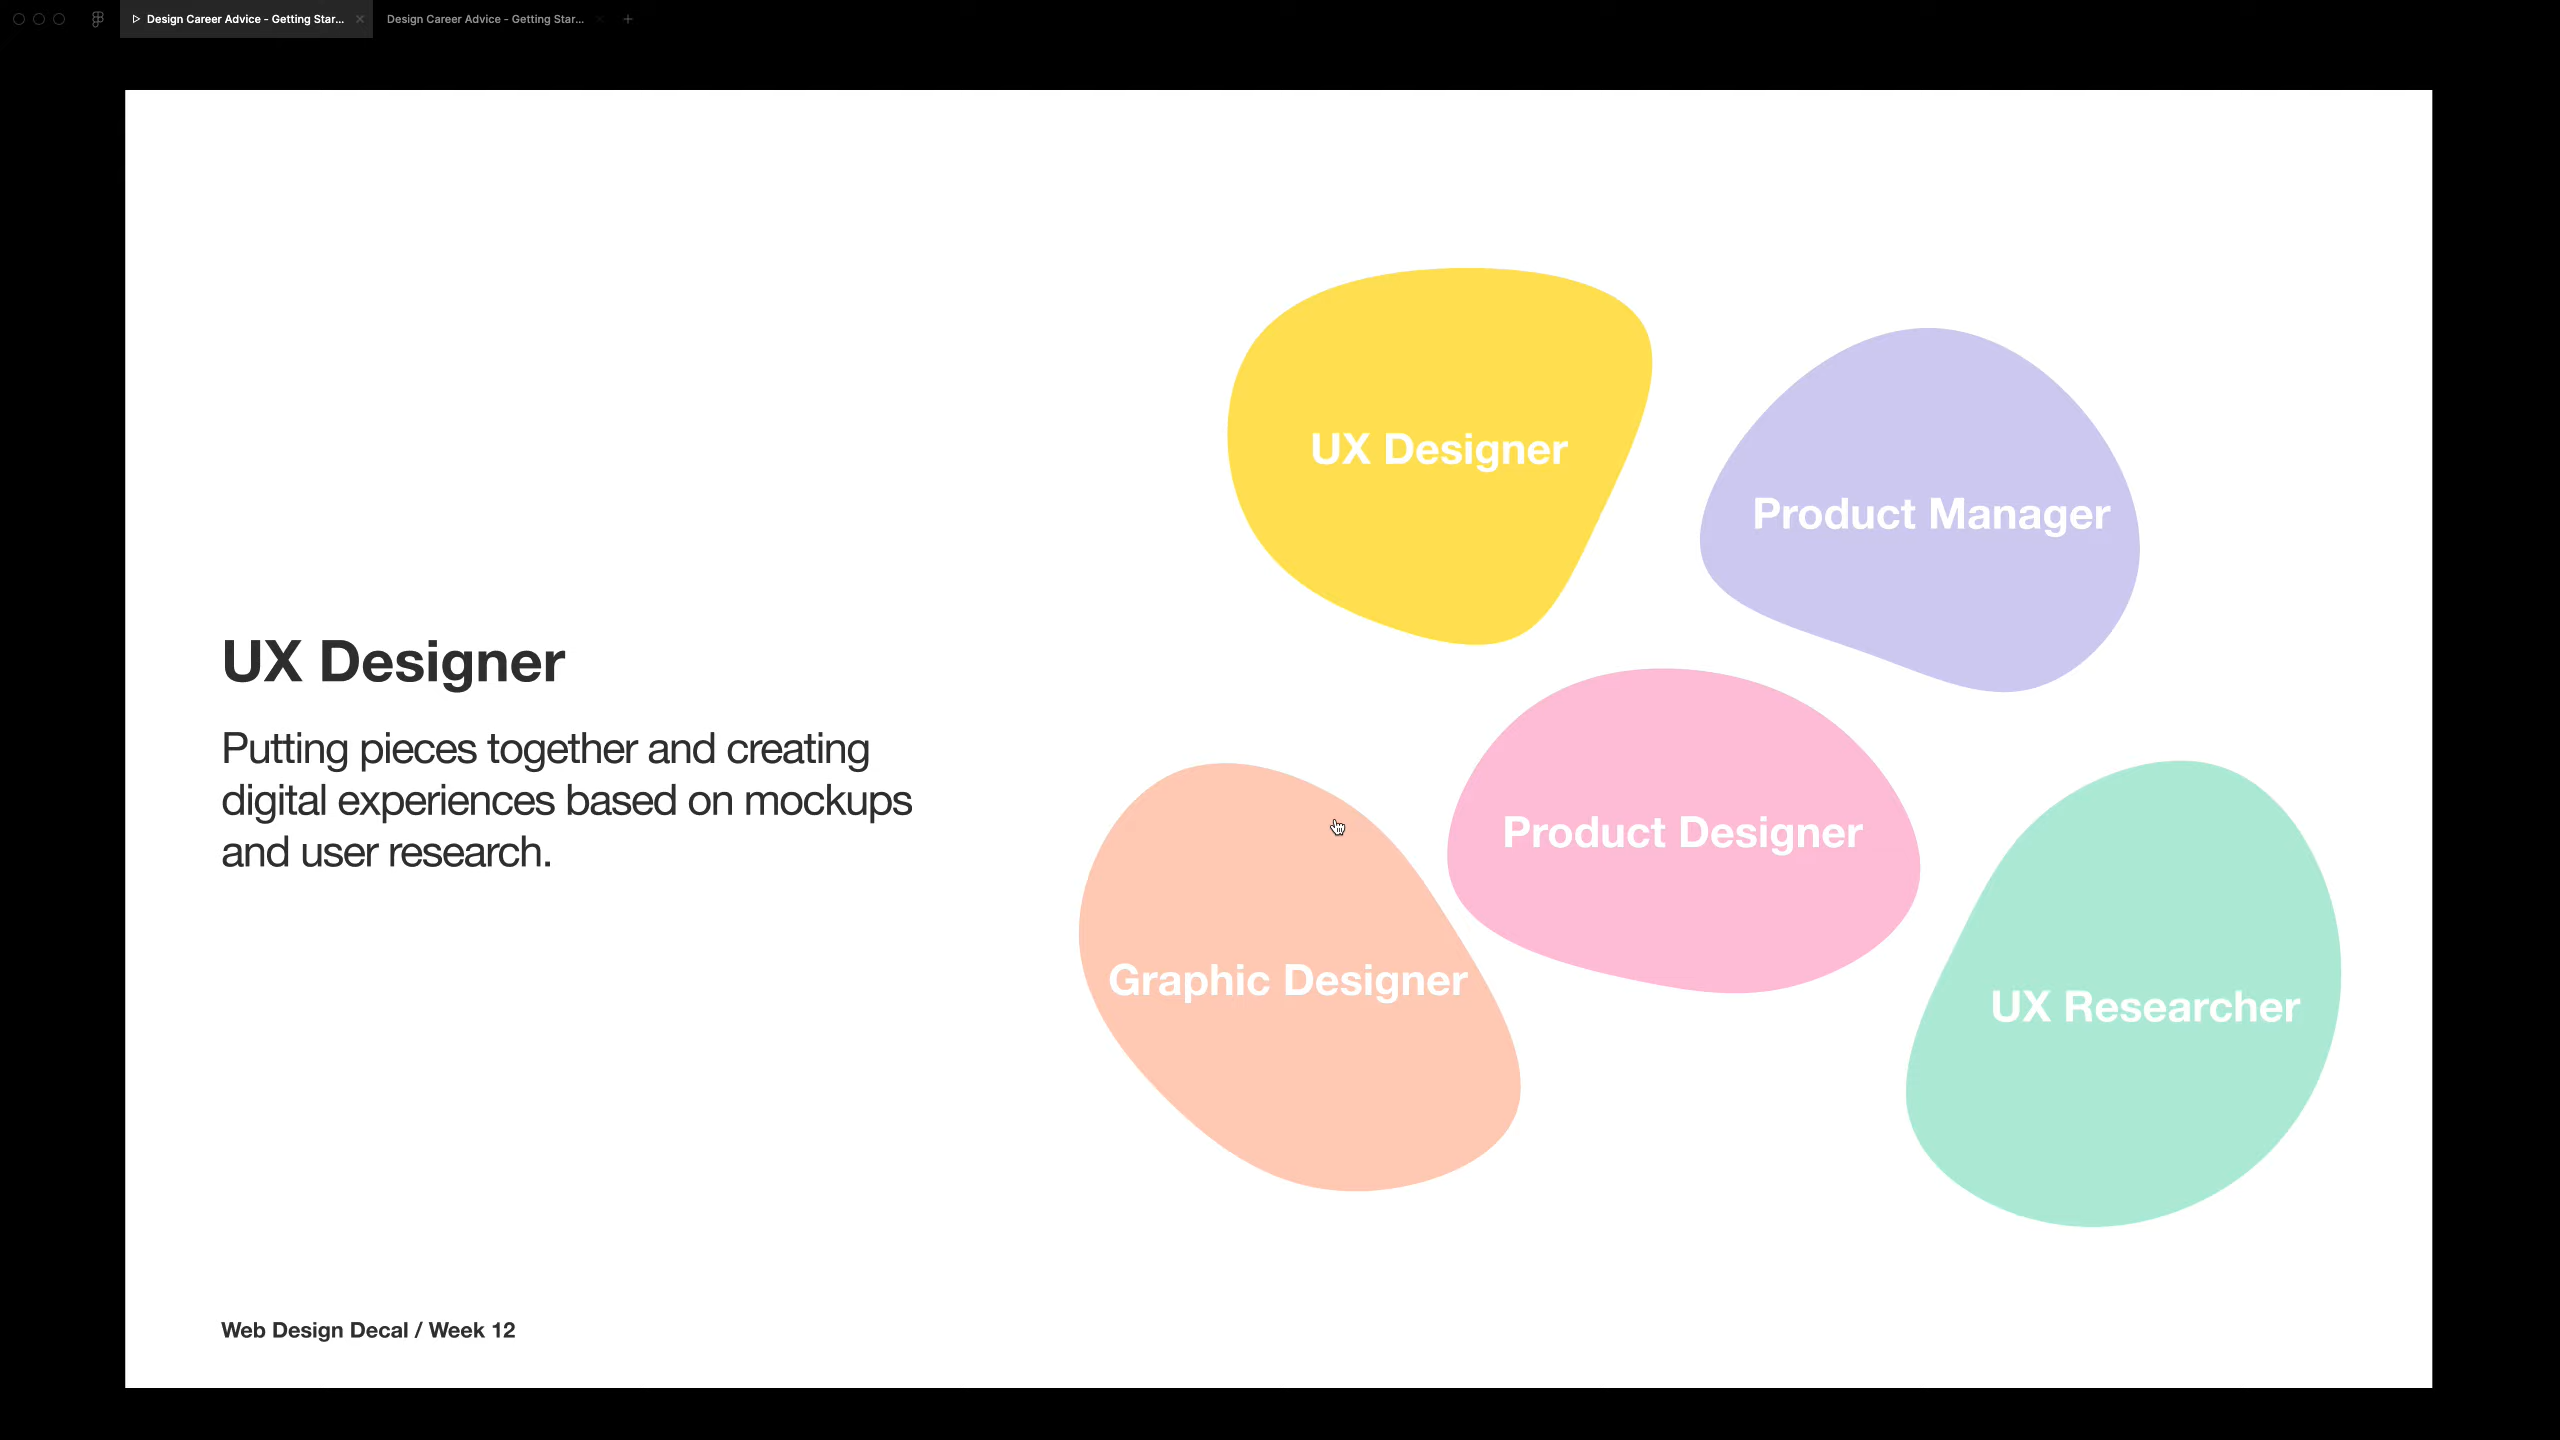 Design Career Advice - Getting Star...
Design Career Advice - Getting Star...
UX Designer
Product Manager
UX Designer
Putting pieces together and creating
digital experiences based on mockups
and user research.
Product Designer
Graphic Designer
UX Researcher
Web Design Decal / Week 12